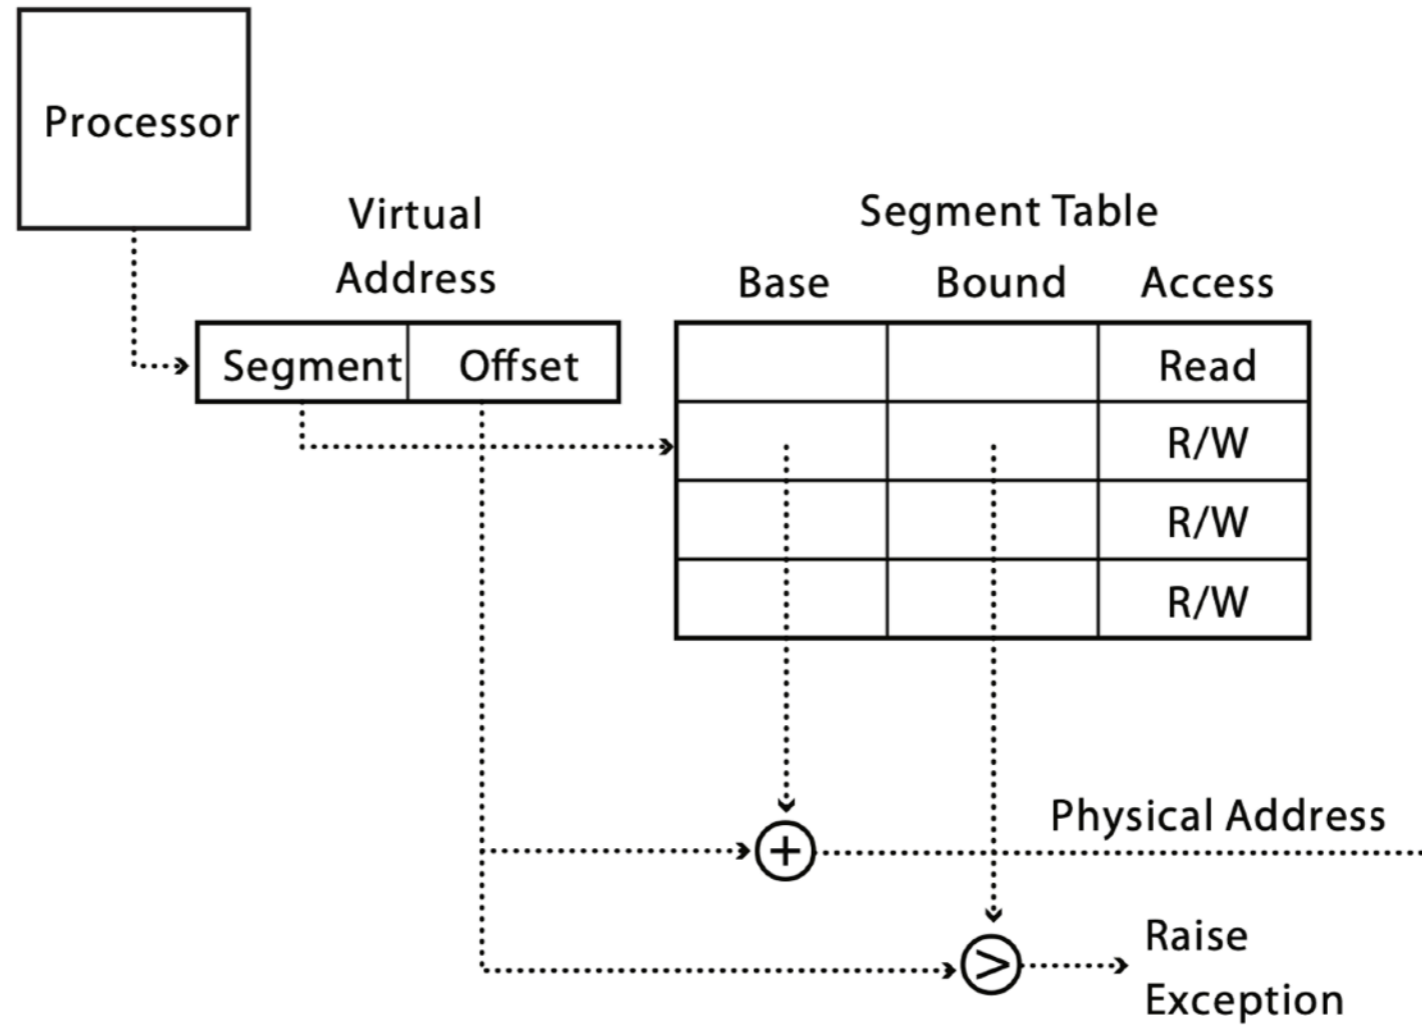 Processor
Virtual
Address
Segment Table
Base Bound Access
Segment Offset
Read
R/W
R/W
R/W
+
Physical Address
>
Raise
Exception